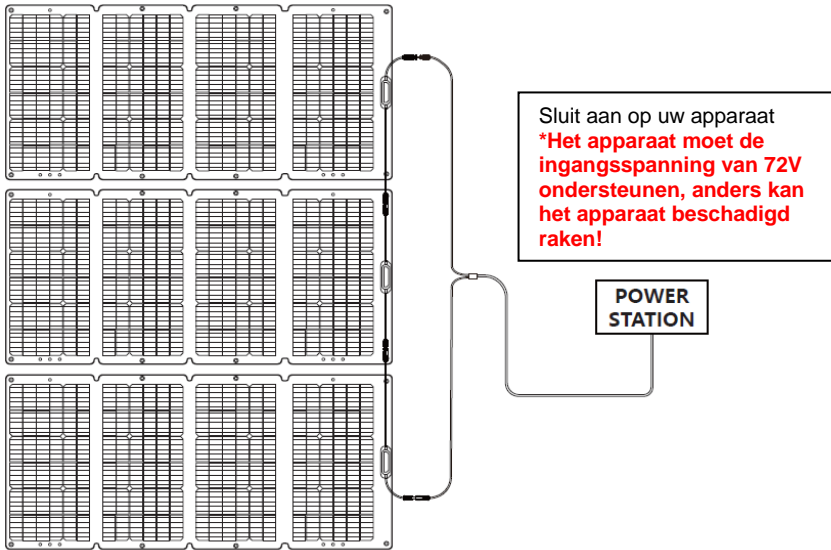 Sluit aan op uw apparaat
*Het apparaat moet de
ingangsspanning van 72V
ondersteunen, anders kan
het apparaat beschadigd
raken!
POWER
STATION